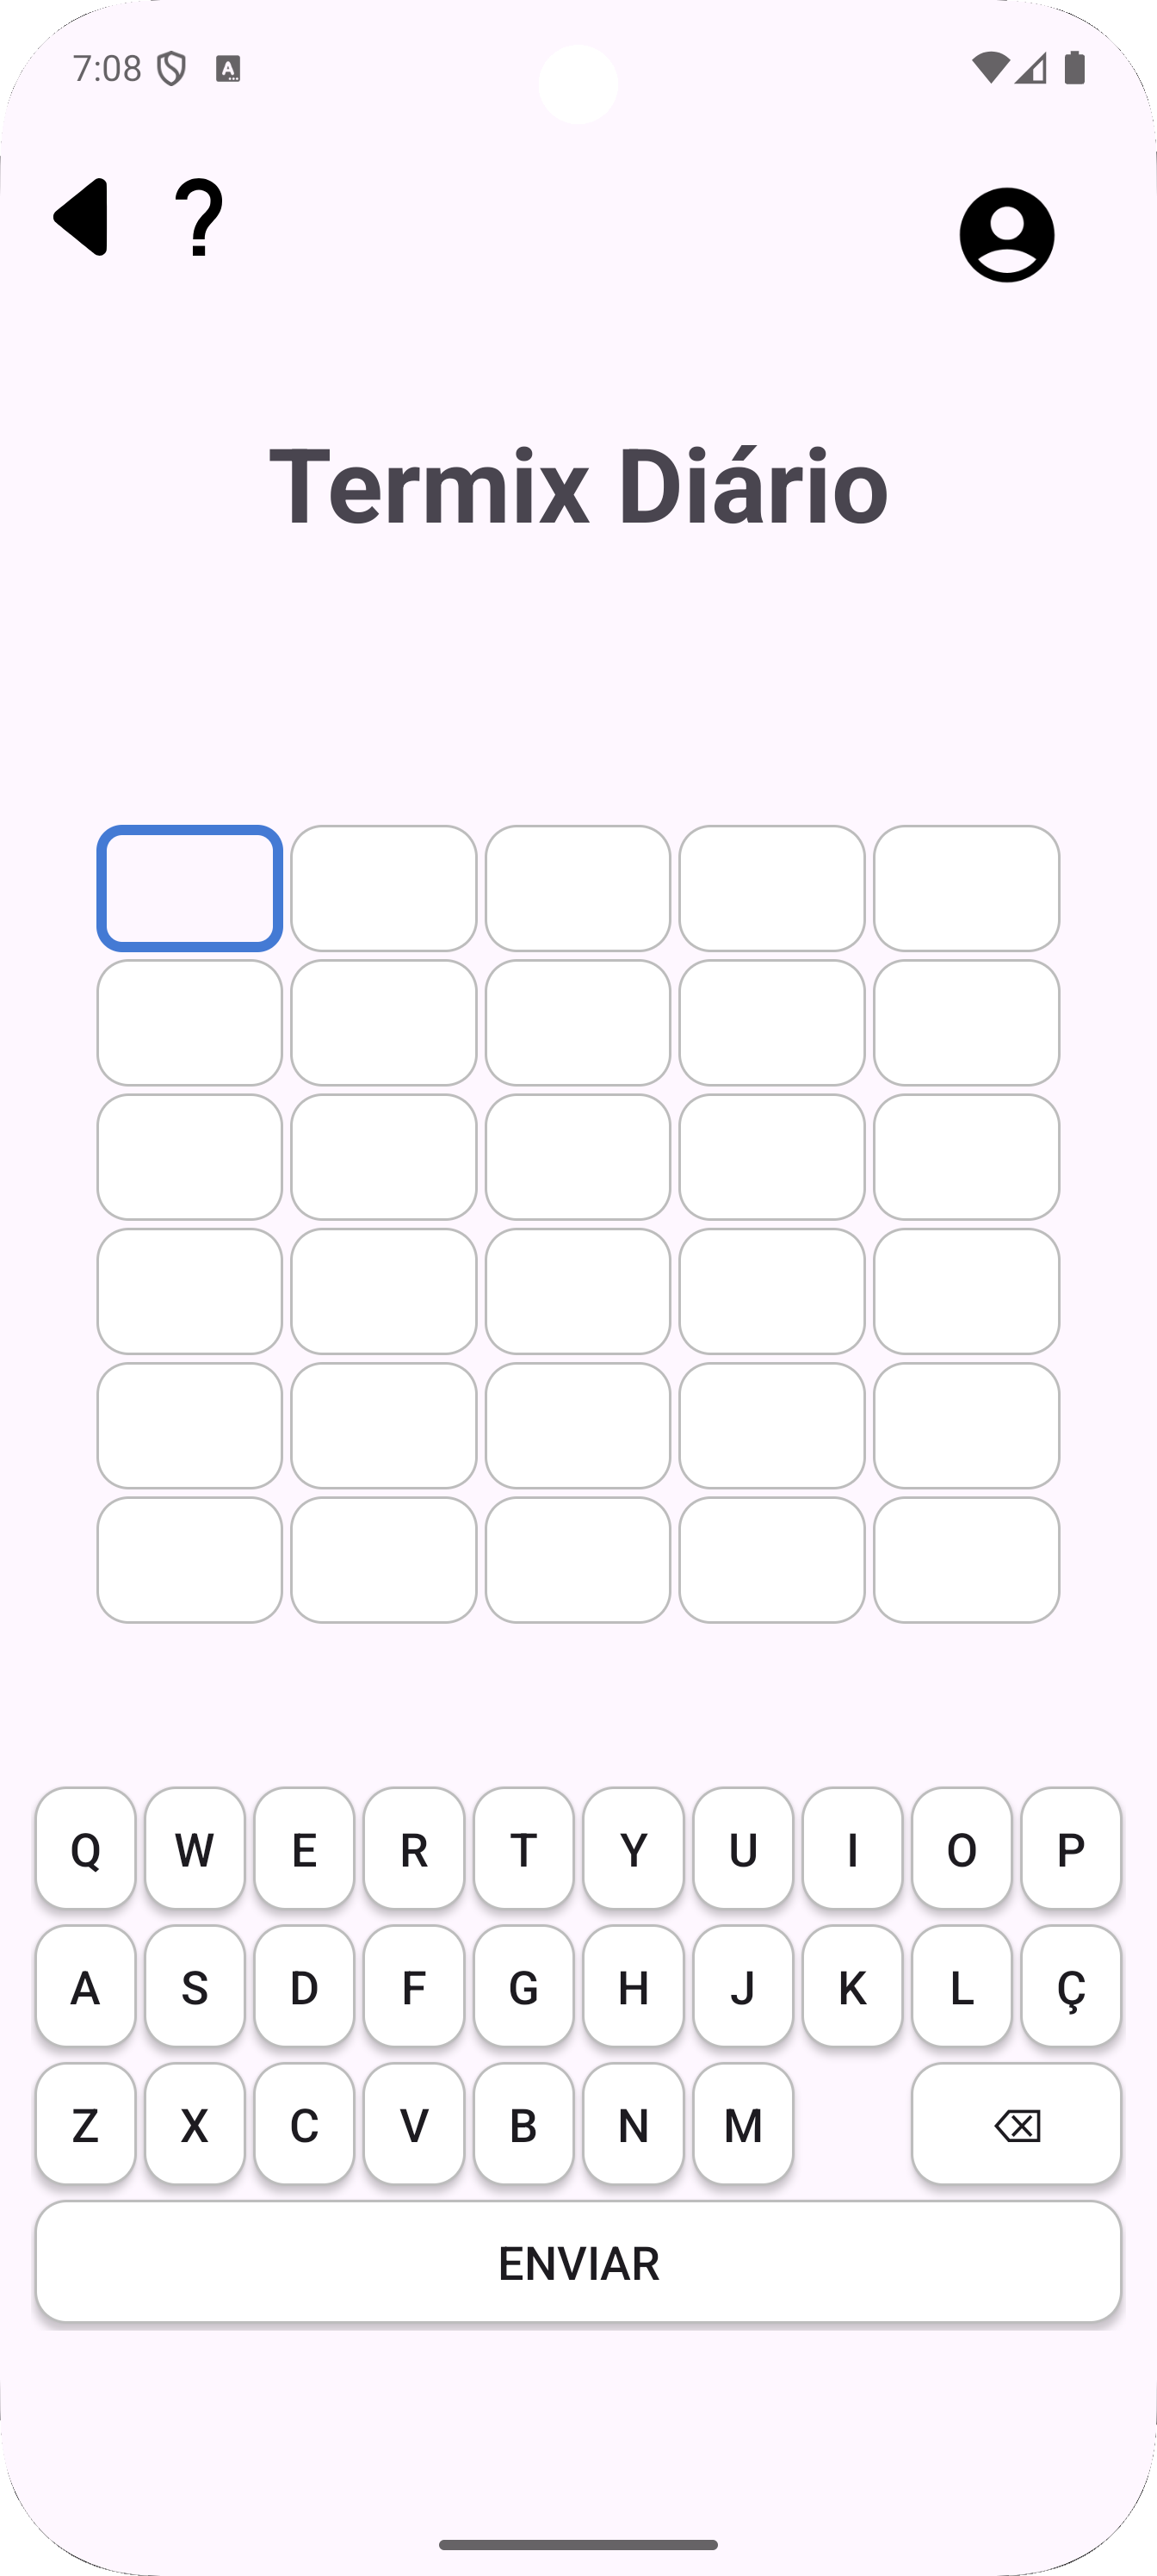 7:08
?
Termix Diário
Q W E R T Y U I O P
A S D F G H J K L Ç
Z X C V B N M
ENVIAR